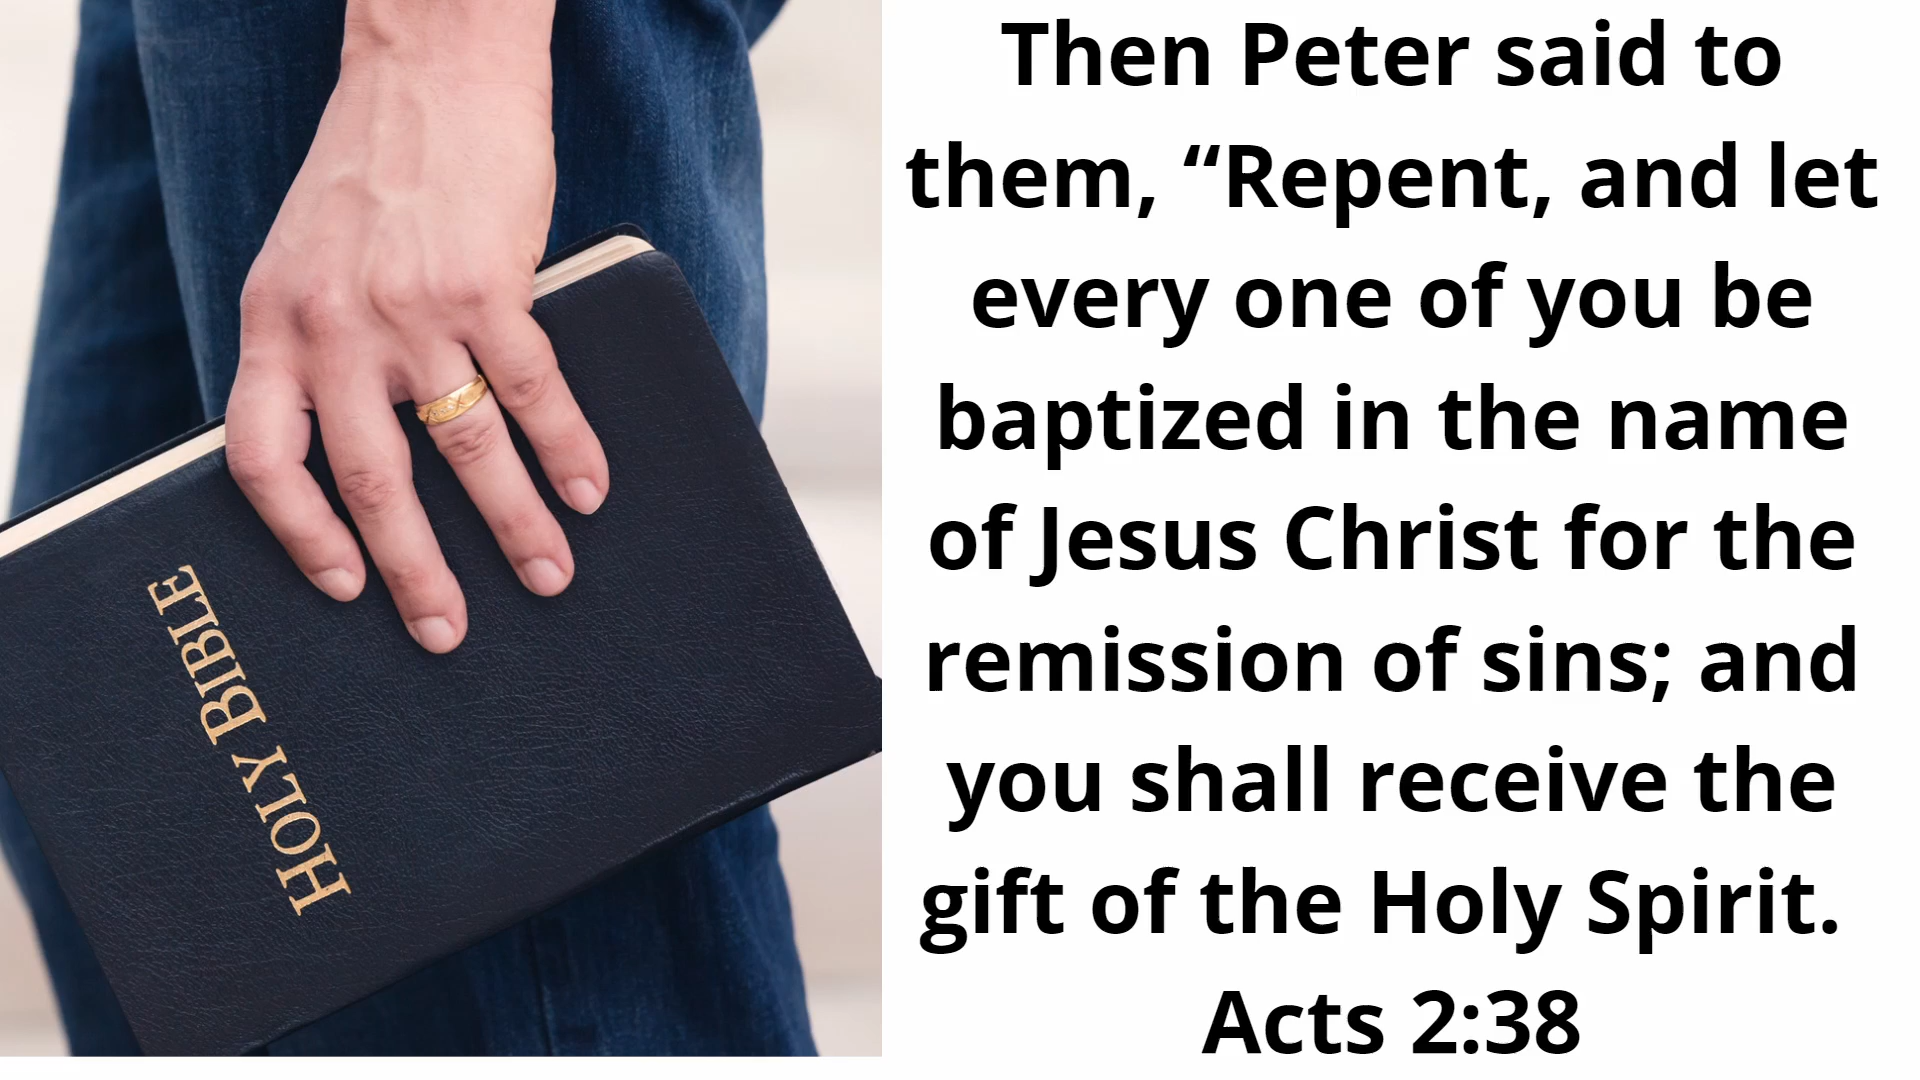 HOLY BIBLE
Then Peter said to
them, “Repent, and let
every one of you be
baptized in the name
of Jesus Christ for the
remission of sins; and
you shall receive the
gift of the Holy Spirit.
Acts 2:38